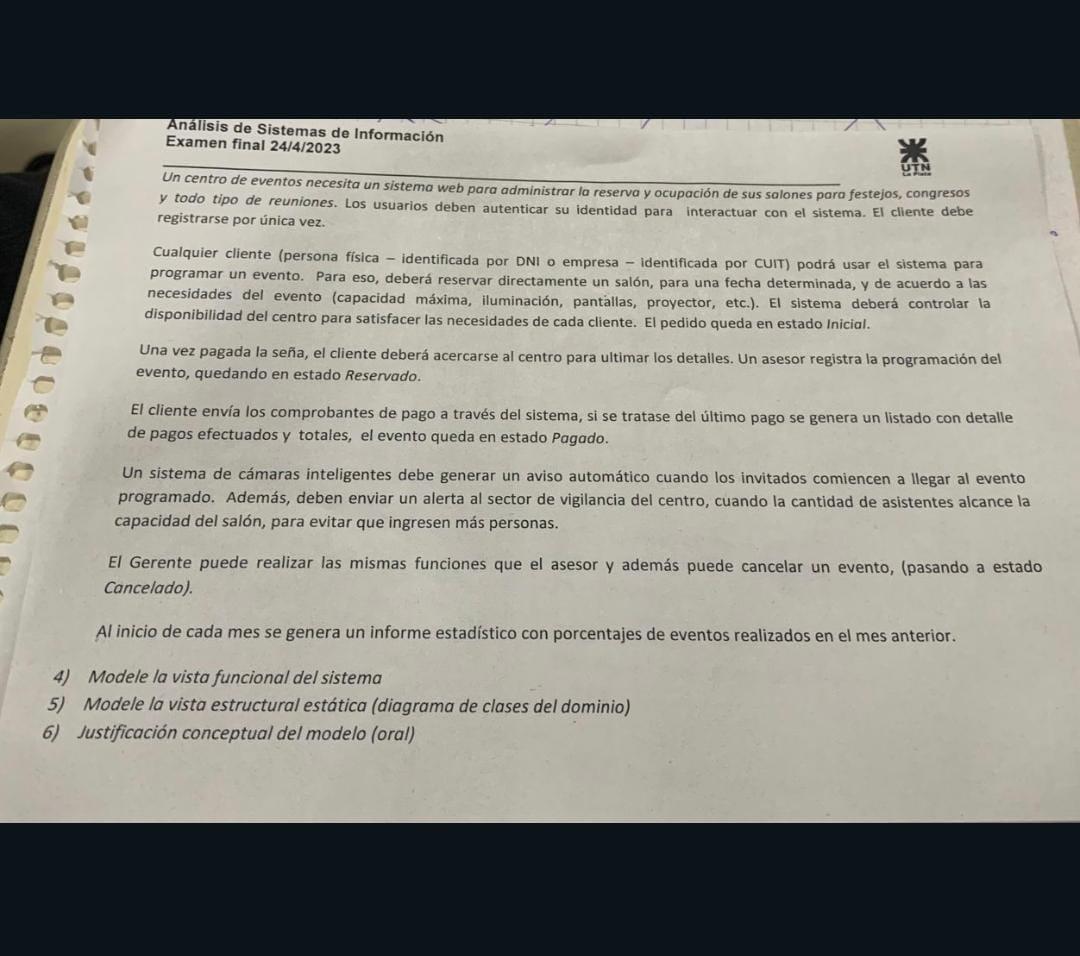 Análisis de Sistemas de Información
Examen final 24/4/2023
UTN
La Plata
Un centro de eventos necesita un sistema web para administrar la reserva y ocupación de sus salones para festejos, congresos
y todo tipo de reuniones. Los usuarios deben autenticar su identidad para interactuar con el sistema. El cliente debe
registrarse por única vez.
Cualquier cliente (persona física – identificada por DNI o empresa – identificada por CUIT) podrá usar el sistema para
programar un evento. Para eso, deberá reservar directamente un salón, para una fecha determinada, y de acuerdo a las
necesidades del evento (capacidad máxima, iluminación, pantallas, proyector, etc.). El sistema deberá controlar la
disponibilidad del centro para satisfacer las necesidades de cada cliente. El pedido queda en estado Inicial.
Una vez pagada la seña, el cliente deberá acercarse al centro para ultimar los detalles. Un asesor registra la programación del
evento, quedando en estado Reservado.
El cliente envía los comprobantes de pago a través del sistema, si se tratase del último pago se genera un listado con detalle
de pagos efectuados y totales, el evento queda en estado Pagado.
Un sistema de cámaras inteligentes debe generar un aviso automático cuando los invitados comiencen a llegar al evento
programado. Además, deben enviar un alerta al sector de vigilancia del centro, cuando la cantidad de asistentes alcance la
capacidad del salón, para evitar que ingresen más personas.
El Gerente puede realizar las mismas funciones que el asesor y además puede cancelar un evento, (pasando a estado
Cancelado).
Al inicio de cada mes se genera un informe estadístico con porcentajes de eventos realizados en el mes anterior.
4) Modele la vista funcional del sistema
5) Modele la vista estructural estática (diagrama de clases del dominio)
6) Justificación conceptual del modelo (oral)